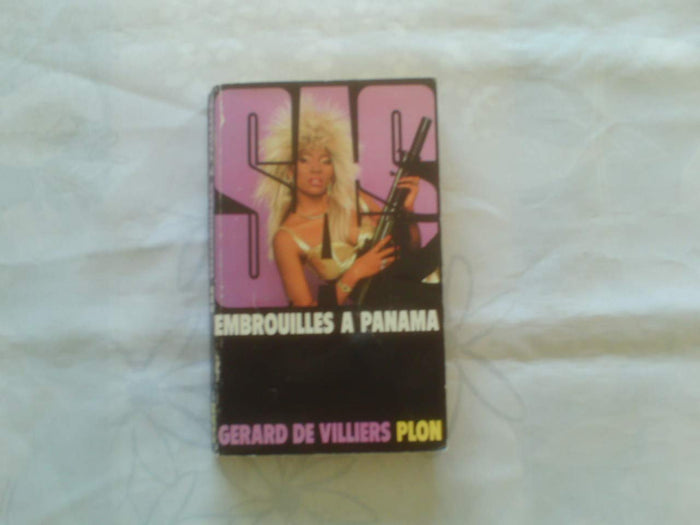 SAS
EMBROUILLES A PANAMA
GERARD DE VILLIERS PLON